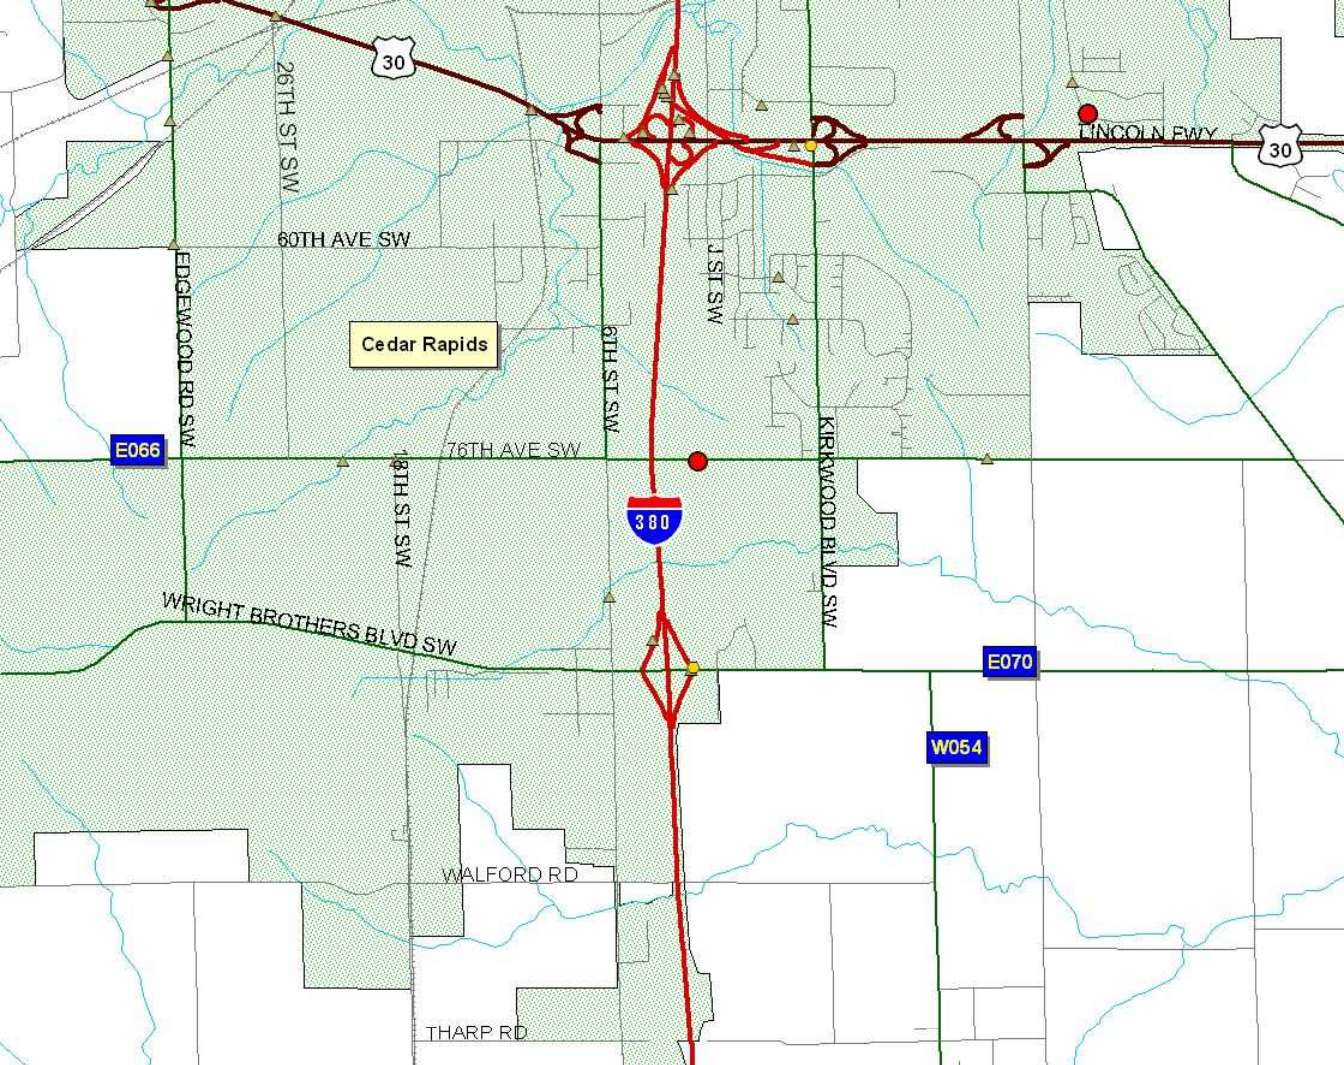 30
26TH ST SW
LINCOLN FWY
30
60TH AVE SW
EDGEWOOD RD SW
J ST SW
Cedar Rapids
6TH ST SW
E066
76TH AVE SW
18TH ST SW
KIRKWOOD BLVD SW
380
WRIGHT BROTHERS BLVD SW
E070
W054
WALFORD RD
THARP RD